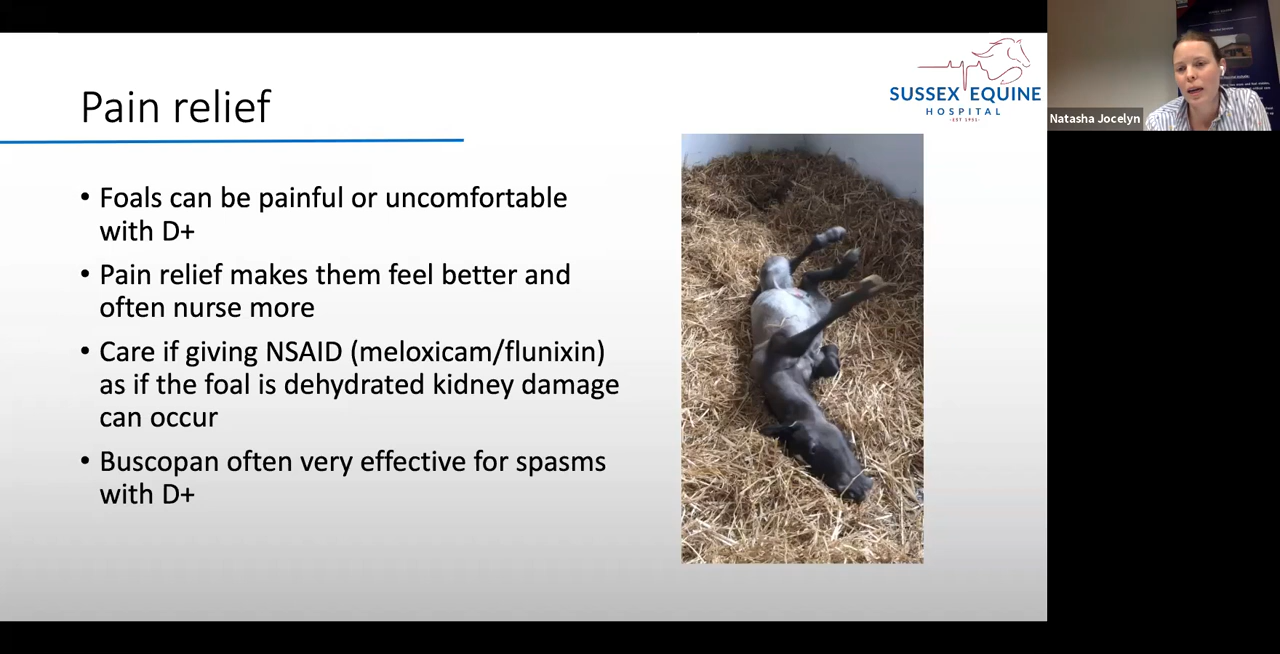 Pain relief
SUSSEX EQUINE
HOSPITAL
• Foals can be painful or uncomfortable
with D+
• Pain relief makes them feel better and
often nurse more
• Care if giving NSAID (meloxicam/flunixin)
as if the foal is dehydrated kidney damage
can occur
• Buscopan often very effective for spasms
with D+
Natasha Jocelyn